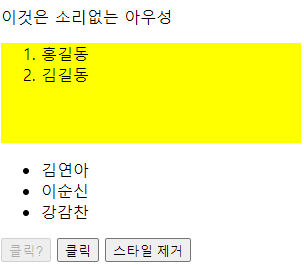 이것은 소리없는 아우성
1. 홍길동
2. 김길동
• 김연아
• 이순신
• 강감찬
클릭? 클릭 스타일 제거